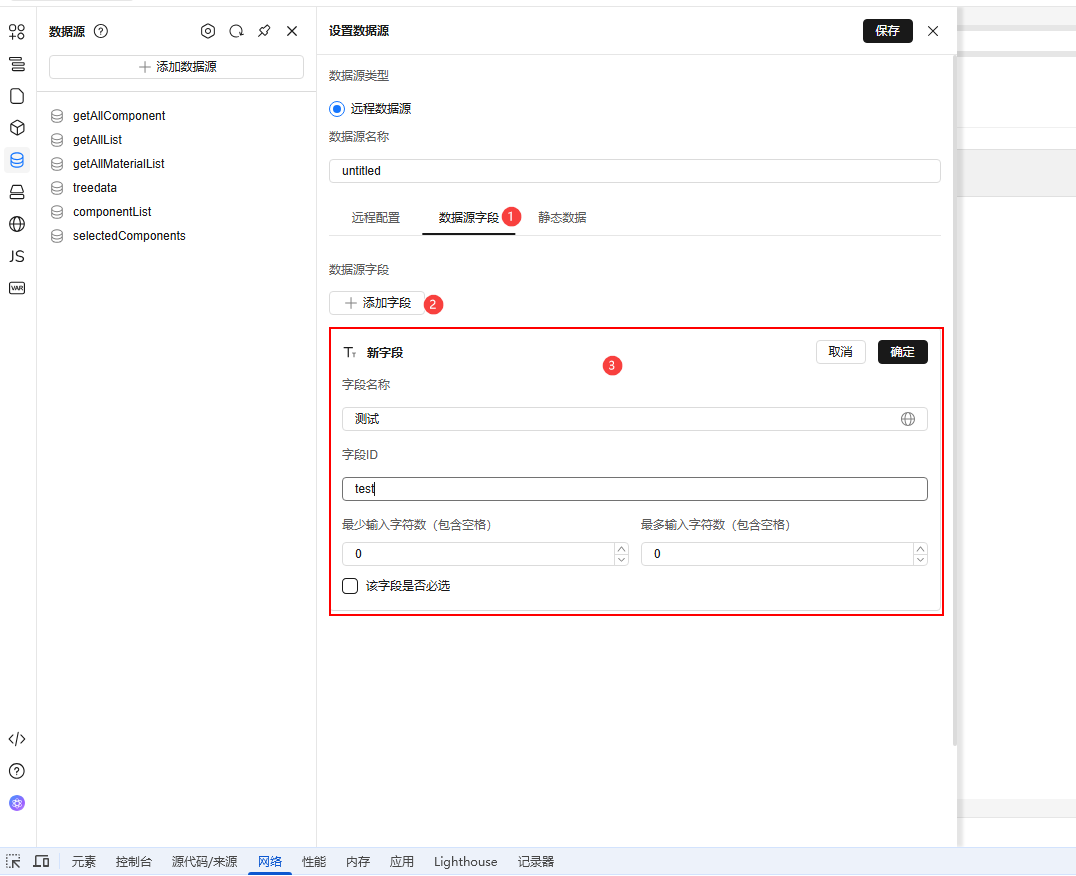 数据源
添加数据源
getAllComponent
getAllList
getAllMaterialList
treedata
componentList
selectedComponents
JS
VAR
设置数据源
保存
数据源类型
远程数据源
数据源名称
untitled
远程配置 数据源字段 1 静态数据
数据源字段
添加字段 2
新字段 3 取消 确定
字段名称
测试
字段ID
test
最少输入字符数（包含空格） 最多输入字符数（包含空格）
0 0
该字段是否必选
元素 控制台 源代码/来源 网络 性能 内存 应用 Lighthouse 记录器